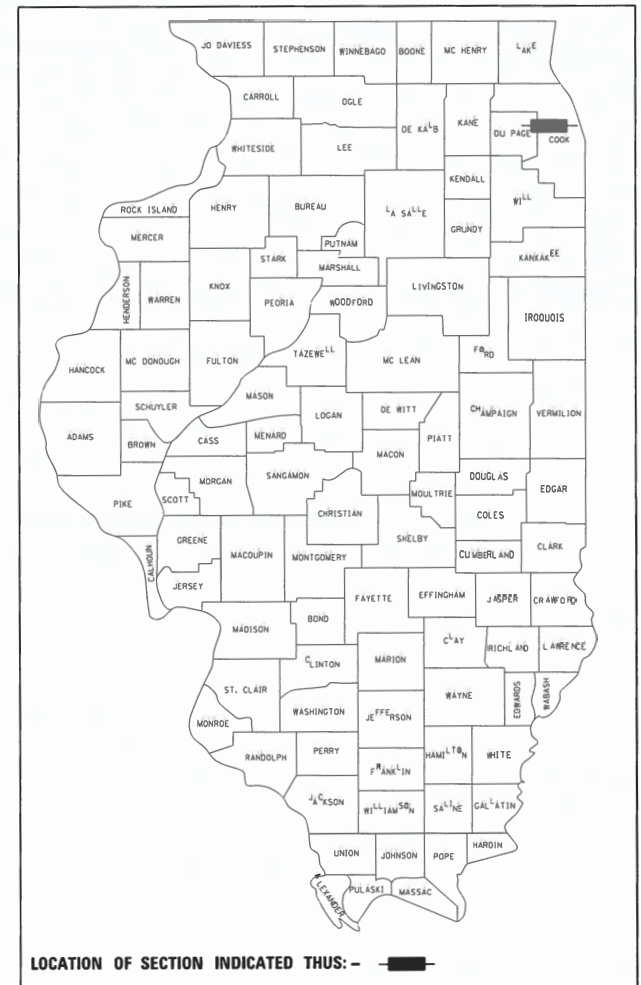 JO DAVIESS STEPHENSON WINNEBAGO BOONE MC HENRY LAKE
CARROLL OGLE DE KALB KANE DU PAGE COOK
WHITESIDE LEE KENDALL WILL
ROCK ISLAND HENRY BUREAU LA SALLE GRUNDY
MERCER STARK PUTNAM MARSHALL KANKAKEE
HENDERSON WARREN KNOX PEORIA WOODFORD LIVINGSTON IROQUOIS
HANCOCK MC DONOUGH FULTON TAZEWELL MC LEAN FORD
SCHUYLER MASON LOGAN DE WITT CHAMPAIGN VERMILION
ADAMS BROWN CASS MENARD MACON PIATT
PIKE SCOTT MORGAN SANGAMON CHRISTIAN MOULTRIE DOUGLAS EDGAR
COLES
CALHOUN GREENE MACOUPIN MONTGOMERY SHELBY CUMBERLAND CLARK
JERSEY FAYETTE EFFINGHAM JASPER CRAWFORD
MADISON BOND CLAY RICHLAND LAWRENCE
CLINTON MARION
ST. CLAIR WASHINGTON WAYNE EDWARDS WABASH
MONROE JEFFERSON
RANDOLPH PERRY HAMILTON WHITE
FRANKLIN
JACKSON WILLIAMSON SALINE GALLATIN
UNION JOHNSON POPE HARDIN
ALEXANDER PULASKI MASSAC
LOCATION OF SECTION INDICATED THUS: -